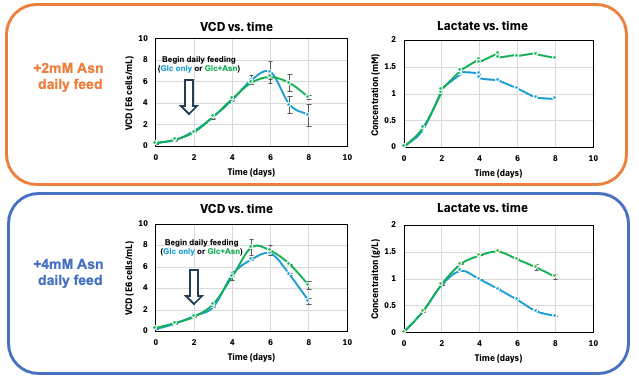 +2mM Asn
daily feed
VCD vs. time
VCD (E6 cells/mL)
10
8
6
4
2
0
Begin daily feeding
(Glc only or Glc+Asn)
0 2 4 6 8 10
Time (days)
Lactate vs. time
Concentration (mM)
2
1.5
1
0.5
0
0 2 4 6 8 10
Time (days)
+4mM Asn
daily feed
VCD vs. time
VCD (E6 cells/mL)
10
8
6
4
2
0
Begin daily feeding
(Glc only or Glc+Asn)
0 2 4 6 8 10
Time (days)
Lactate vs. time
Concentration (g/L)
2
1.5
1
0.5
0
0 2 4 6 8 10
Time (days)